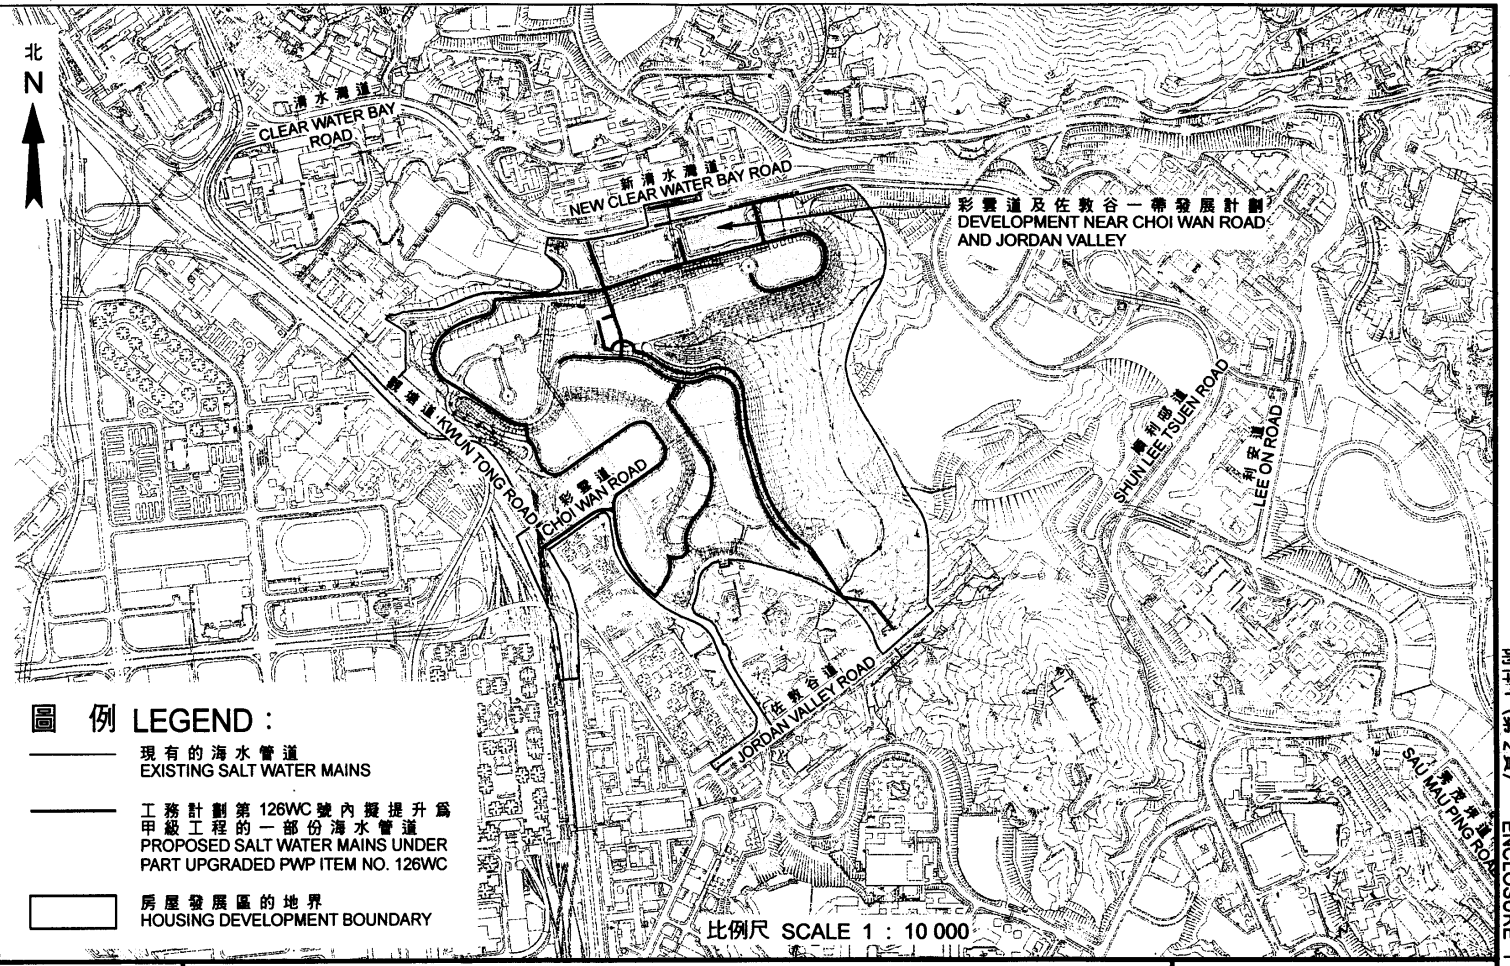 北
N
清水灣道
CLEAR WATER BAY
ROAD
新清水灣道
NEW CLEAR WATER BAY ROAD
彩雲道及佐敦谷一帶發展計劃
DEVELOPMENT NEAR CHOI WAN ROAD
AND JORDAN VALLEY
觀塘道 KWUN TONG ROAD
彩雲道
CHOI WAN ROAD
順利邨道
SHUN LEE TSUEN ROAD
利安道
LEE ON ROAD
佐敦谷道
JORDAN VALLEY ROAD
秀茂坪道
SAU MAU PING ROAD
圖 例 LEGEND :
現有的海水管道
EXISTING SALT WATER MAINS
工務計劃第 126WC 號內擬提升為
甲級工程的一部份海水管道
PROPOSED SALT WATER MAINS UNDER
PART UPGRADED PWP ITEM NO. 126WC
房屋發展區的地界
HOUSING DEVELOPMENT BOUNDARY
比例尺 SCALE 1 : 10 000